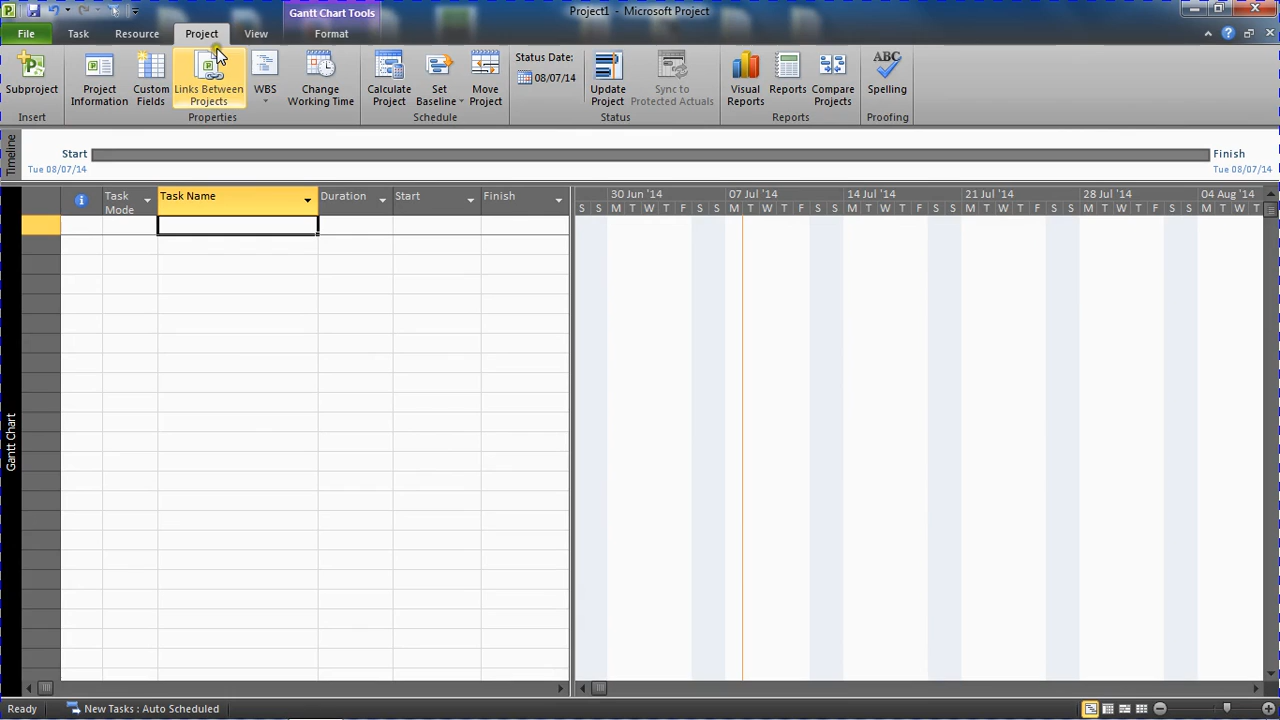 Gantt Chart Tools
Project1 - Microsoft Project
File Task Resource Project View Format
Subproject
Project Information
Custom Fields
Links Between Projects
WBS
Change Working Time
Calculate Project
Set Baseline
Move Project
Status Date:
08/07/14
Update Project
Sync to Protected Actuals
Visual Reports
Reports
Compare Projects
ABC
Spelling
Insert Properties Schedule Status Reports Proofing
Timeline
Start
Tue 08/07/14
Finish
Tue 08/07/14
Task Mode
Task Name
Duration
Start
Finish
30 Jun '14 07 Jul '14 14 Jul '14 21 Jul '14 28 Jul '14 04 Aug '14
S S M T W T F S S M T W T F S S M T W T F S S M T W T F S S M T W T F S S M T W T
Gantt Chart
Ready
New Tasks : Auto Scheduled